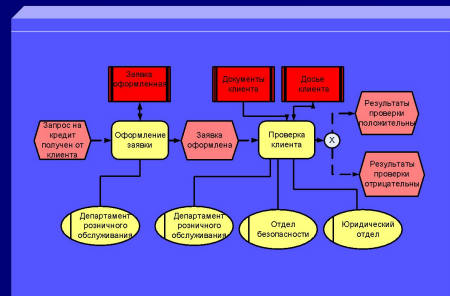 Заявка
оформленная
Документы
клиента
Досье
клиента
Результаты
проверки
положительны
Запрос на
кредит
получен от
клиента
Оформление
заявки
Заявка
оформлена
Проверка
клиента
X
Результаты
проверки
отрицательны
Департамент
розничного
обслуживания
Департамент
розничного
обслуживания
Отдел
безопасности
Юридический
отдел